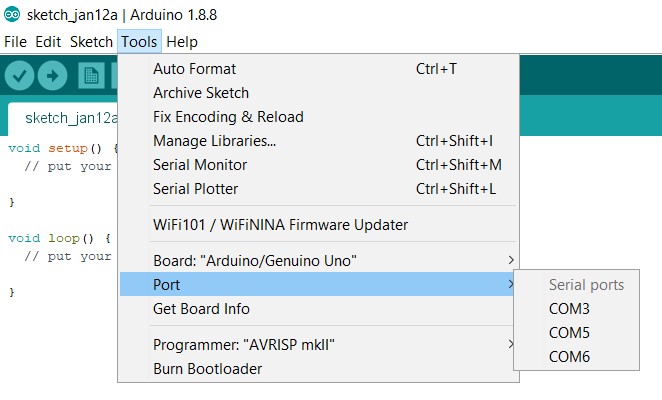 sketch_jan12a | Arduino 1.8.8
File Edit Sketch Tools Help
Auto Format Ctrl+T
Archive Sketch
sketch_jan12a
Fix Encoding & Reload
Manage Libraries... Ctrl+Shift+I
void setup() {
// put your
Serial Monitor Ctrl+Shift+M
Serial Plotter Ctrl+Shift+L
}
WiFi101 / WiFiNINA Firmware Updater
void loop() {
// put your
Board: "Arduino/Genuino Uno" >
Port >
Serial ports
COM3
COM5
COM6
}
Get Board Info
Programmer: "AVRISP mkII" >
Burn Bootloader